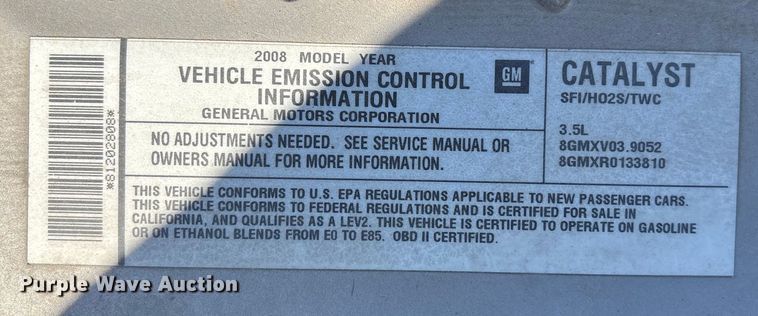 2008 MODEL YEAR
VEHICLE EMISSION CONTROL
INFORMATION
GENERAL MOTORS CORPORATION
GM
CATALYST
SFI/HO2S/TWC
3.5L
8GMXV03.9052
8GMXR0133810
NO ADJUSTMENTS NEEDED. SEE SERVICE MANUAL OR
OWNERS MANUAL FOR MORE INFORMATION.
THIS VEHICLE CONFORMS TO U.S. EPA REGULATIONS APPLICABLE TO NEW PASSENGER CARS.
THIS VEHICLE CONFORMS TO FEDERAL REGULATIONS AND IS CERTIFIED FOR SALE IN
CALIFORNIA, AND QUALIFIES AS A LEV2. THIS VEHICLE IS CERTIFIED TO OPERATE ON GASOLINE
OR ON ETHANOL BLENDS FROM E0 TO E85. OBD II CERTIFIED.
*81202808*
Purple Wave Auction